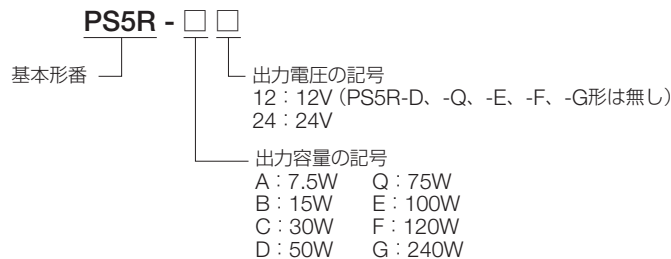 PS5R - □ □
基本形番
出力電圧の記号
12：12V（PS5R-D、-Q、-E、-F、-G形は無し）
24：24V
出力容量の記号
A：7.5W Q：75W
B：15W E：100W
C：30W F：120W
D：50W G：240W